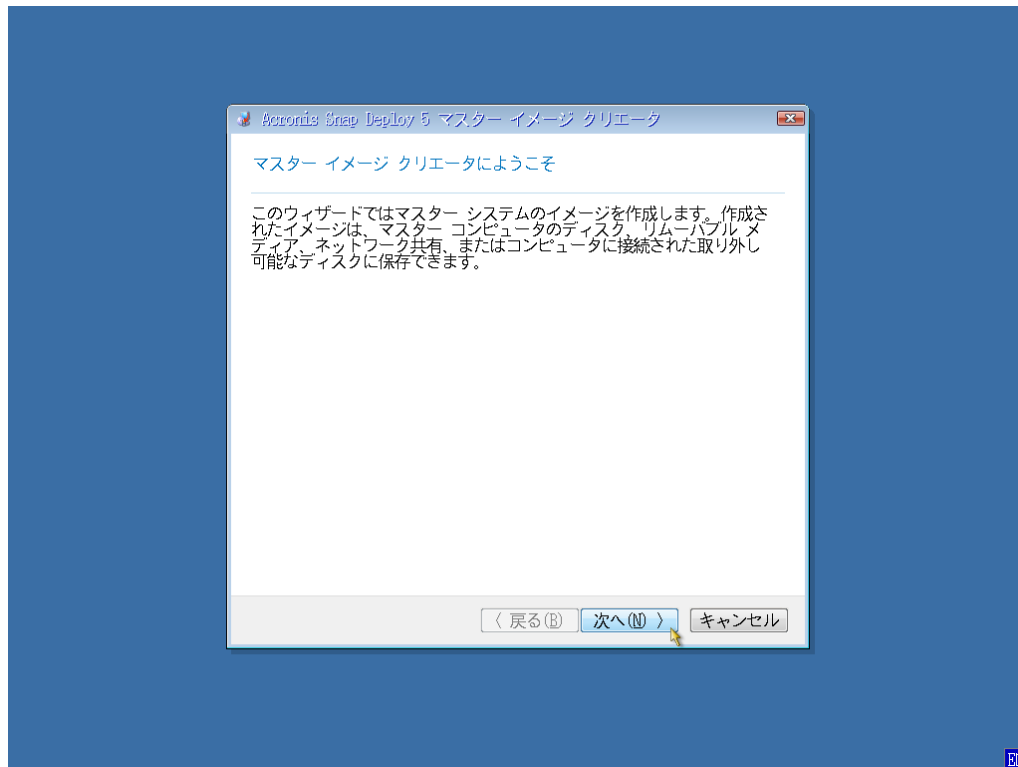 Acronis Snap Deploy 5 マスター イメージ クリエータ
マスター イメージ クリエータにようこそ
このウィザードではマスター システムのイメージを作成します。作成さ
れたイメージは、マスター コンピュータのディスク、リムーバブル メ
ディア、ネットワーク共有、またはコンピュータに接続された取り外し
可能なディスクに保存できます。
〈 戻る(B) 次へ(N) 〉 キャンセル